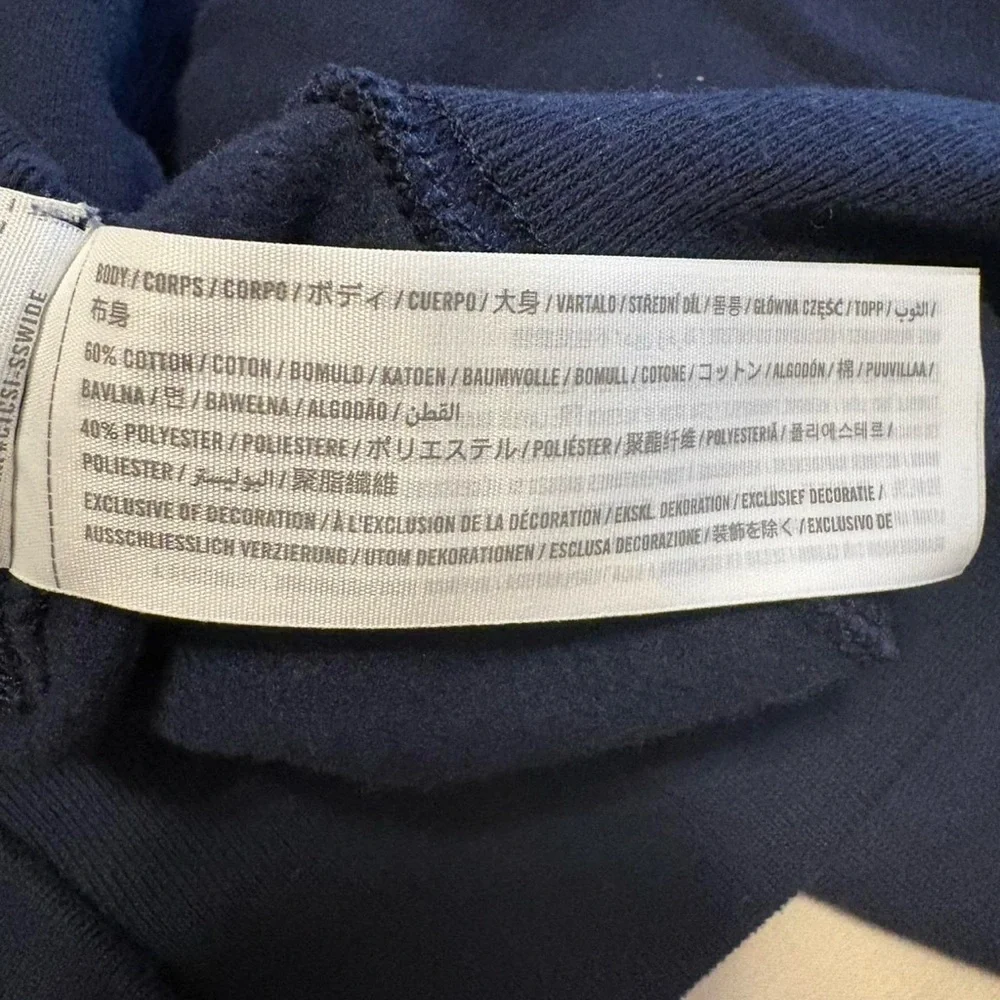 BODY / CORPS / CORPO / ボディ / CUERPO / 大身 / VARTALO / STŘEDNÍ DÍL / 몸통 / GŁÓWNA CZĘŚĆ / TOPP / الثوب /
布身
60% COTTON / COTON / BOMULD / KATOEN / BAUMWOLLE / BOMULL / COTONE / コットン / ALGODÓN / 棉 / PUUVILLAA /
BAVLNA / 면 / BAWEŁNA / ALGODÃO / القطن
40% POLYESTER / POLIESTERE / ポリエステル / POLIÉSTER / 聚酯纤维 / POLYESTERIÄ / 폴리에스테르 /
POLIESTER / البوليستر / 聚脂纖維
EXCLUSIVE OF DECORATION / À L'EXCLUSION DE LA DÉCORATION / EKSKL. DEKORATION / EXCLUSIEF DECORATIE /
AUSSCHLIESSLICH VERZIERUNG / UTOM DEKORATIONEN / ESCLUSA DECORAZIONE / 装飾を除く / EXCLUSIVO DE